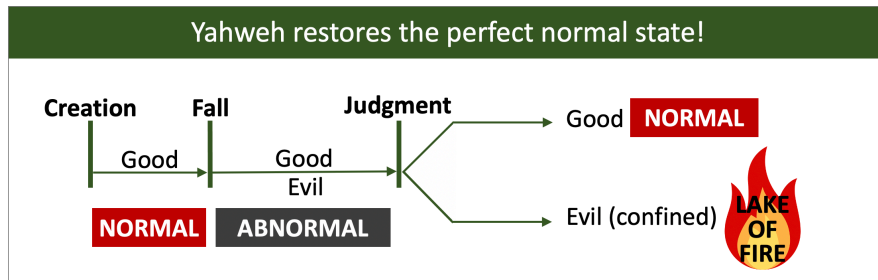 Yahweh restores the perfect normal state!
Creation
Fall
Judgment
Good
Good
Evil
NORMAL
ABNORMAL
Good NORMAL
Evil (confined)
LAKE
OF
FIRE